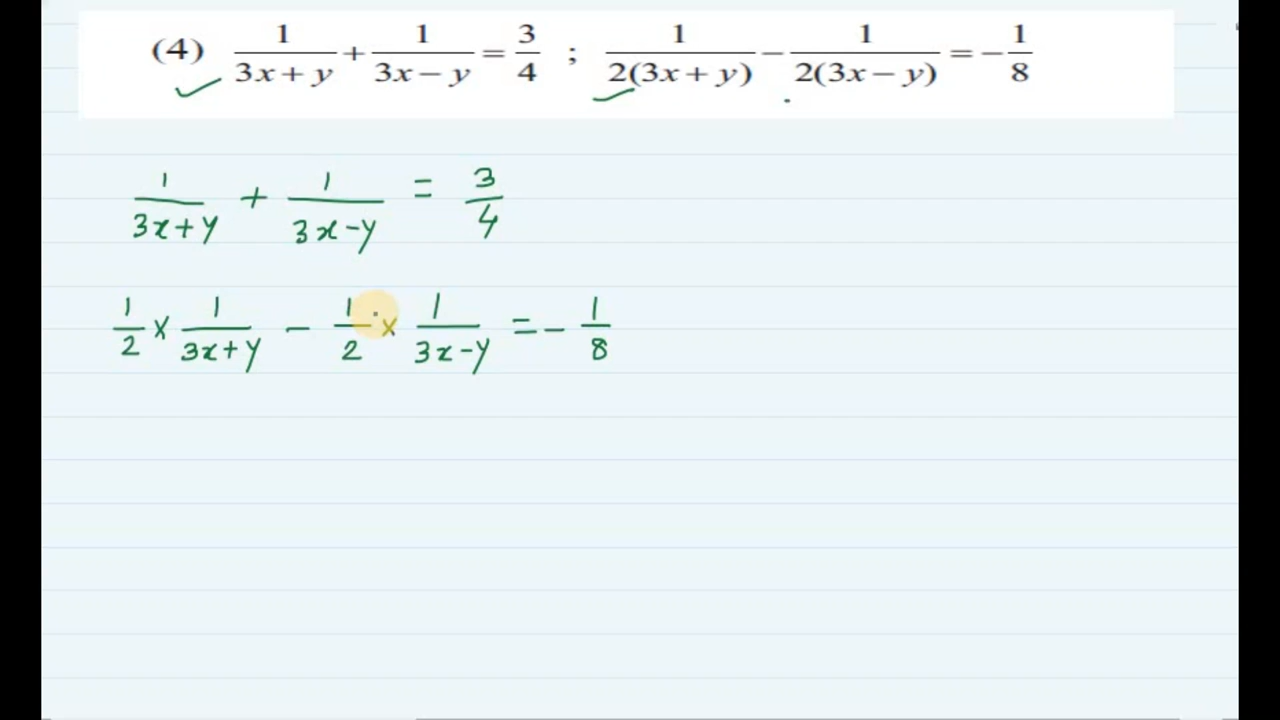 (4) 1/(3x + y) + 1/(3x − y) = 3/4 ; 1/(2(3x + y)) − 1/(2(3x − y)) = −1/8
1/(3x+y) + 1/(3x−y) = 3/4
1/2 × 1/(3x+y) − 1/2 × 1/(3x−y) = −1/8